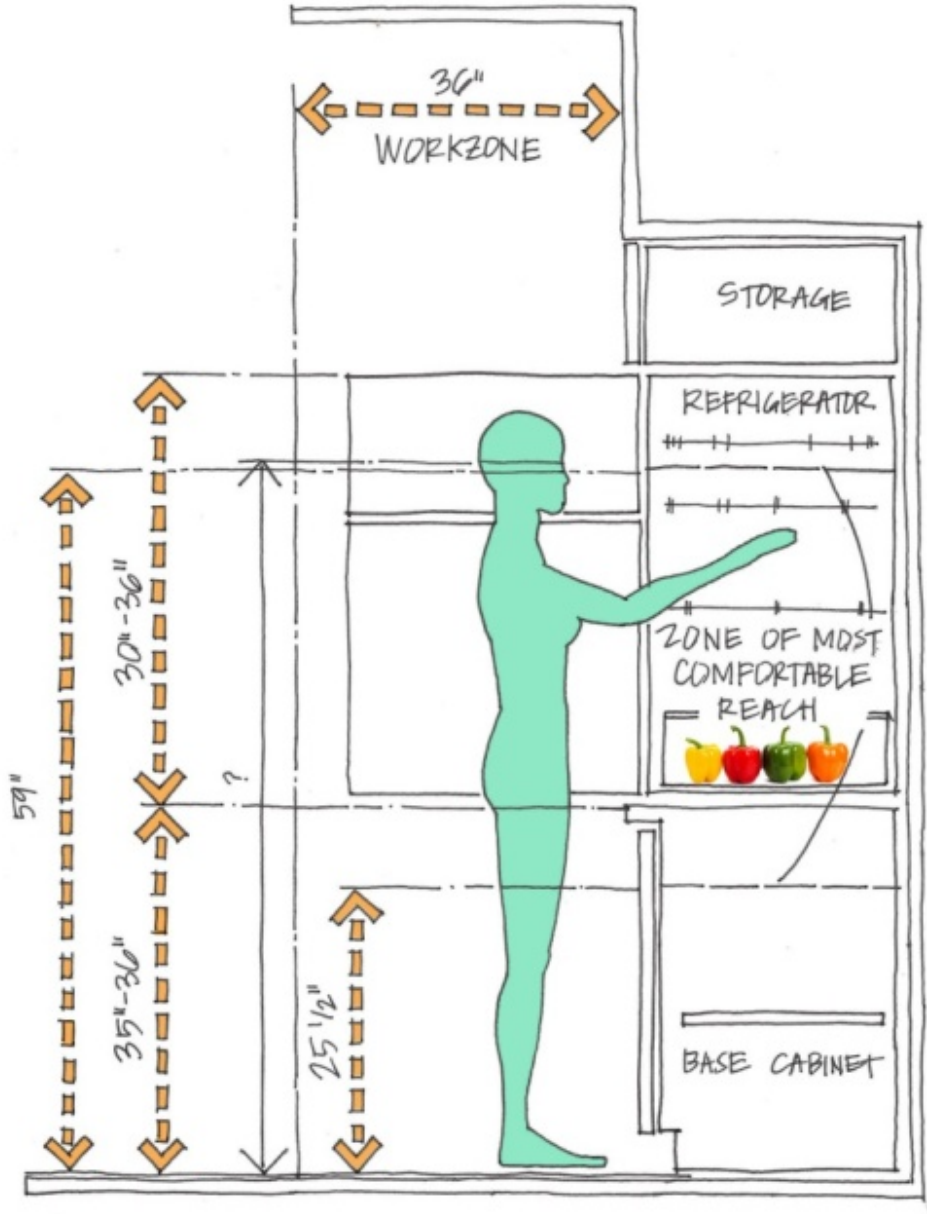 36"
WORKZONE
STORAGE
REFRIGERATOR
30"-36"
ZONE OF MOST
COMFORTABLE
REACH
59"
?
35"-36"
25 1/2"
BASE CABINET